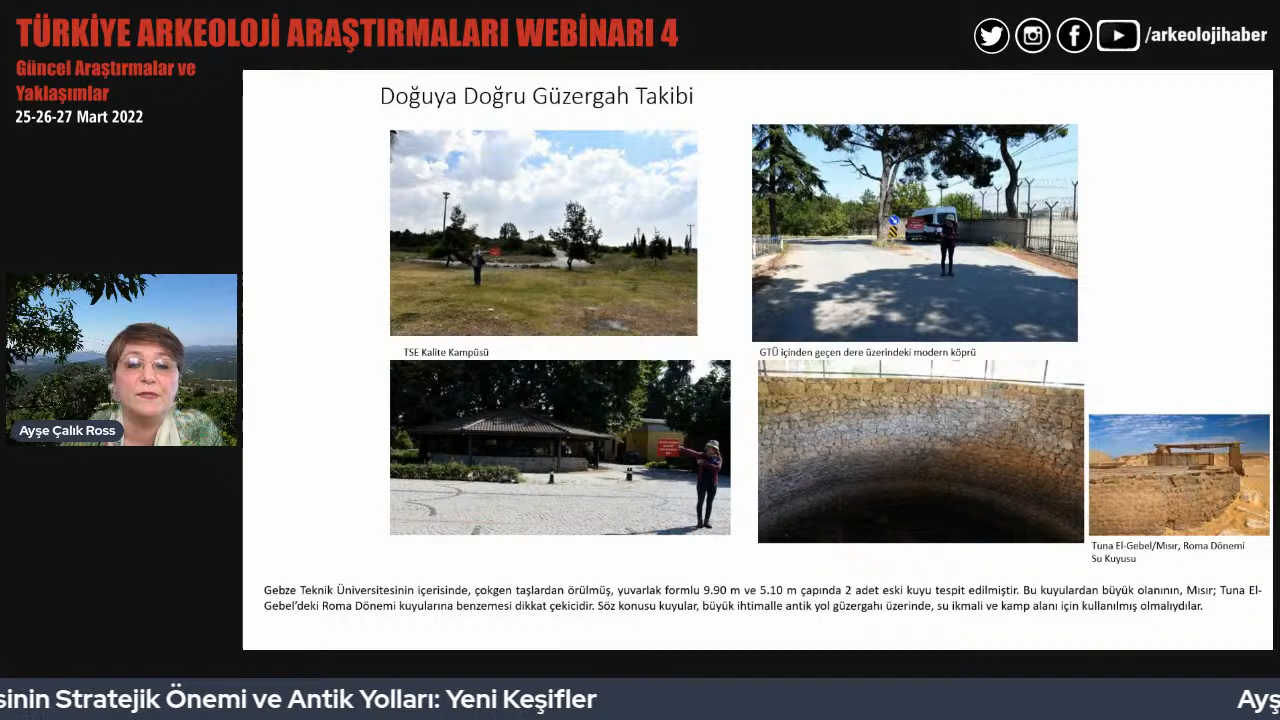 TÜRKİYE ARKEOLOJİ ARAŞTIRMALARI WEBİNARI 4
Güncel Araştırmalar ve
Yaklaşımlar
25-26-27 Mart 2022
/arkeolojihaber
Doğuya Doğru Güzergah Takibi
TSE Kalite Kampüsü
GTÜ içinden geçen dere üzerindeki modern köprü
Ayşe Çalık Ross
Tuna El-Gebel/Mısır, Roma Dönemi
Su Kuyusu
Gebze Teknik Üniversitesinin içerisinde, çokgen taşlardan örülmüş, yuvarlak formlu 9.90 m ve 5.10 m çapında 2 adet eski kuyu tespit edilmiştir. Bu kuyulardan büyük olanının, Mısır; Tuna El-
Gebel'deki Roma Dönemi kuyularına benzemesi dikkat çekicidir. Söz konusu kuyular, büyük ihtimalle antik yol güzergahı üzerinde, su ikmali ve kamp alanı için kullanılmış olmalıydılar.
sinin Stratejik Önemi ve Antik Yolları: Yeni Keşifler
Ayş